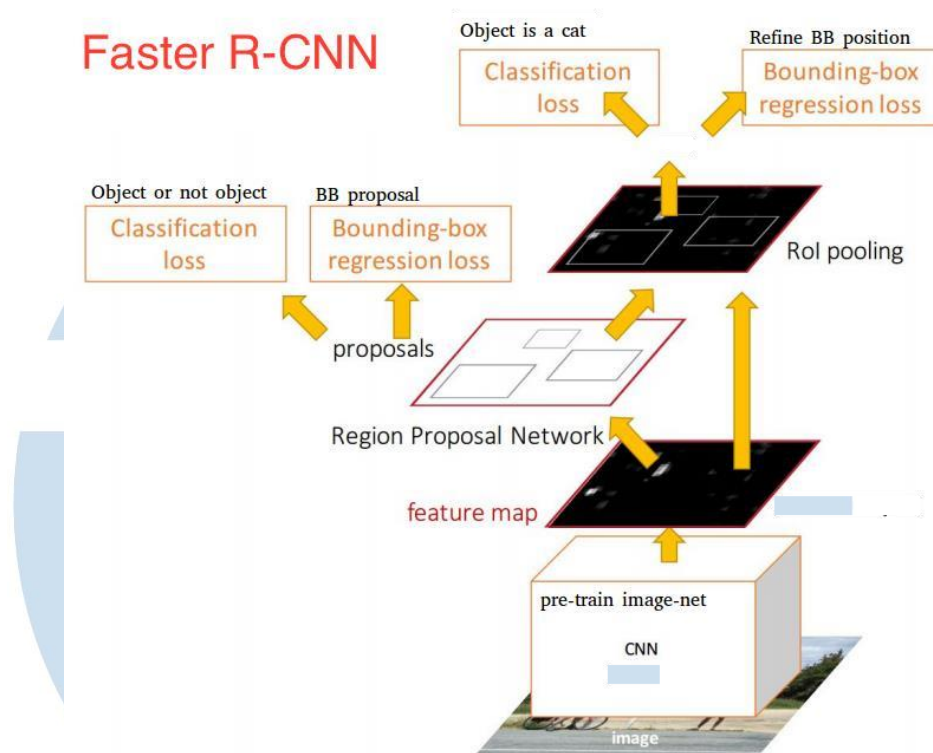 Faster R-CNN
Object is a cat
Classification
loss
Refine BB position
Bounding-box
regression loss
Object or not object
Classification
loss
BB proposal
Bounding-box
regression loss
RoI pooling
proposals
Region Proposal Network
feature map
pre-train image-net
CNN
image